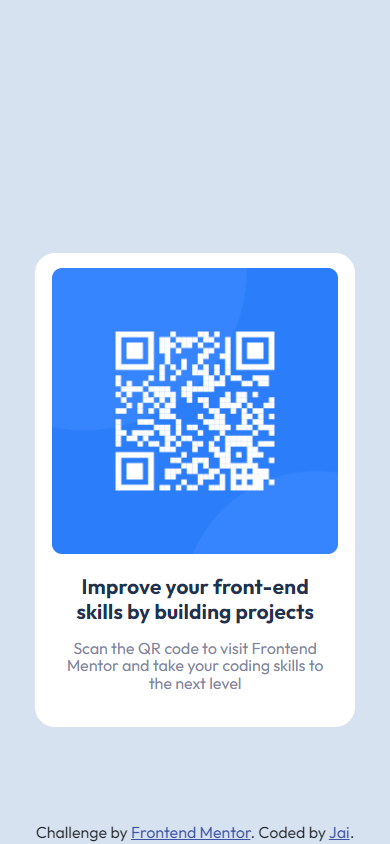 Improve your front-end
skills by building projects
Scan the QR code to visit Frontend
Mentor and take your coding skills to
the next level
Challenge by Frontend Mentor. Coded by Jai.